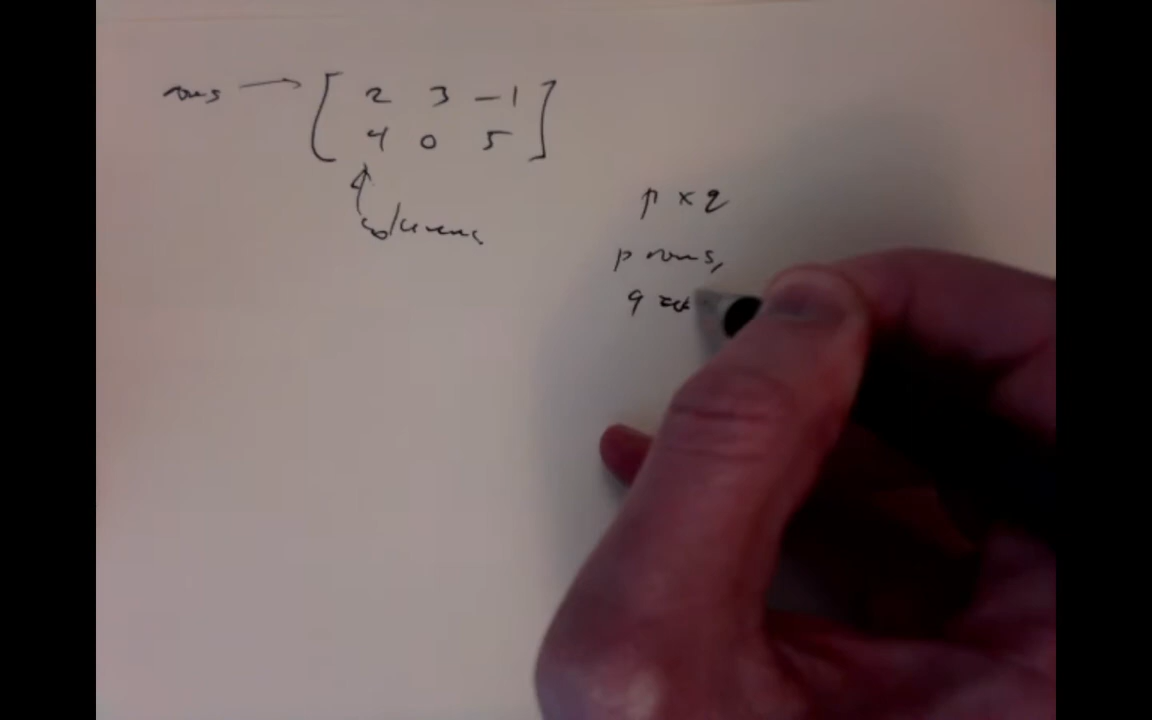 rows → [ 2 3 -1
4 0 5 ]
columns
p × q
p rows,
q